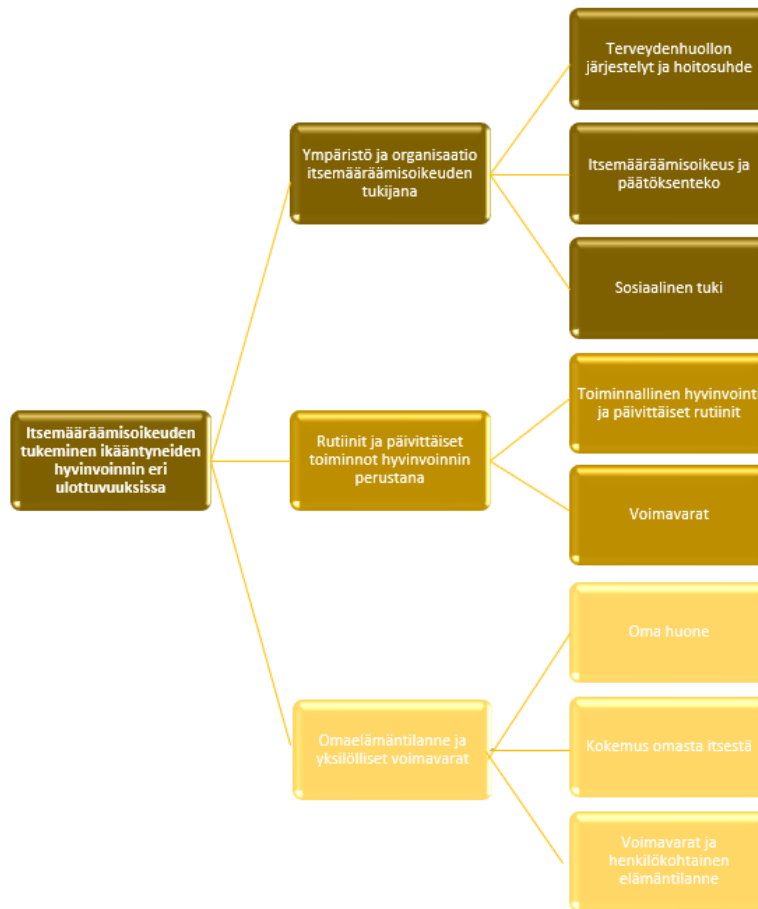 Terveydenhuollon
järjestelyt ja hoitosuhde
Ympäristö ja organisaatio
itsemääräämisoikeuden
tukijana
Itsemääräämisoikeus ja
päätöksenteko
Sosiaalinen tuki
Itsemääräämisoikeuden
tukeminen ikääntyneiden
hyvinvoinnin eri
ulottuvuuksissa
Rutiinit ja päivittäiset
toiminnot hyvinvoinnin
perustana
Toiminnallinen hyvinvointi
ja päivittäiset rutiinit
Voimavarat
Omaelämäntilanne ja
yksilölliset voimavarat
Oma huone
Kokemus omasta itsestä
Voimavarat ja
henkilökohtainen
elämäntilanne